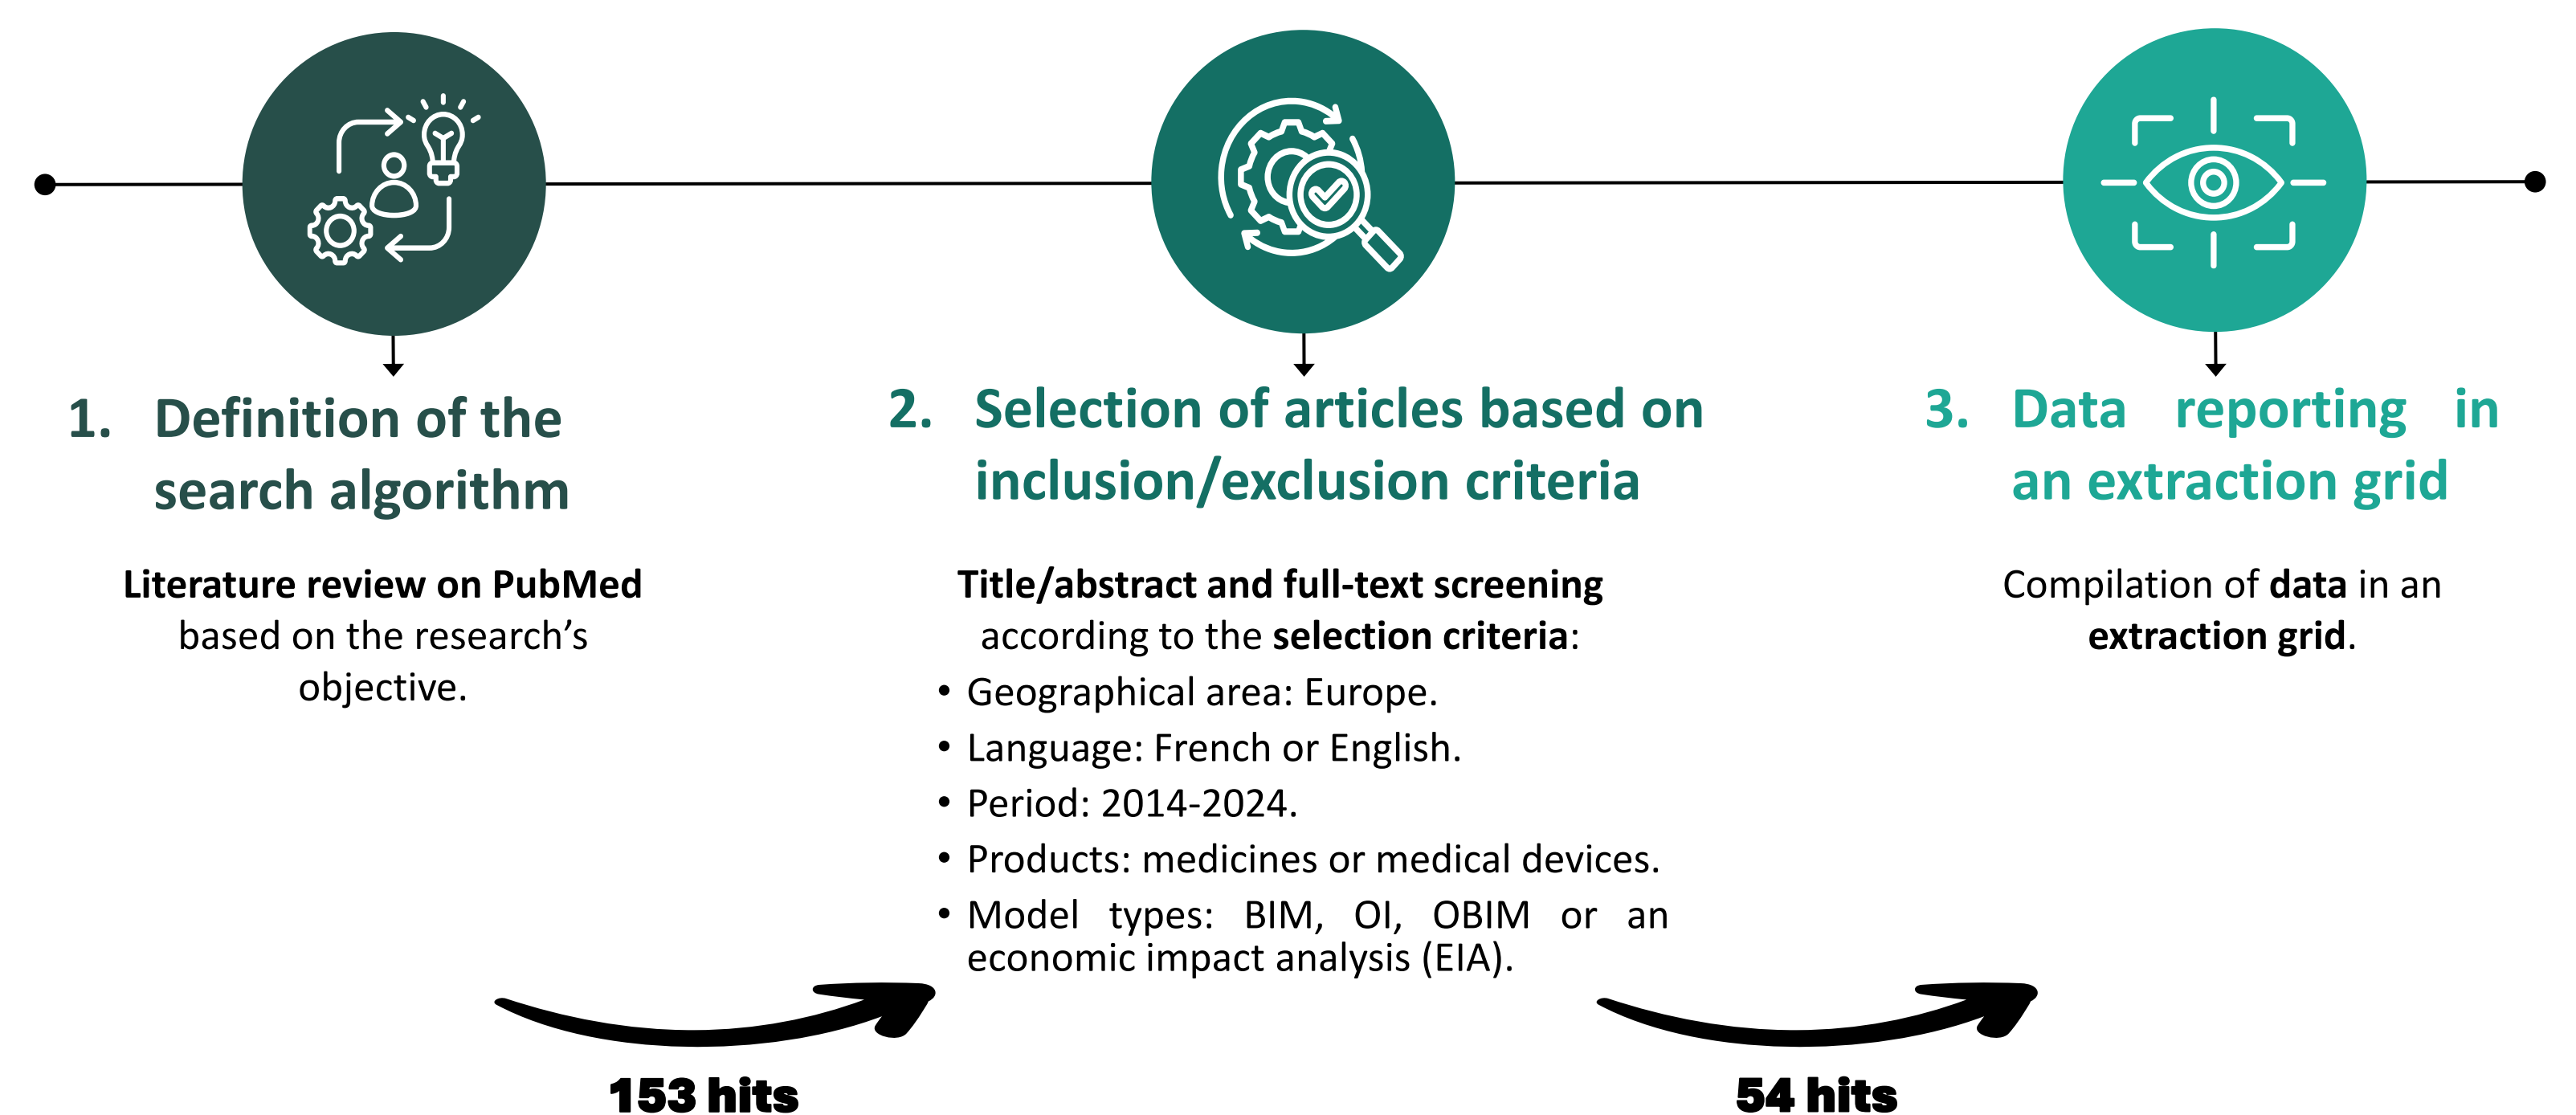 1. Definition of the
search algorithm
Literature review on PubMed
based on the research’s
objective.
153 hits
2. Selection of articles based on
inclusion/exclusion criteria
Title/abstract and full-text screening
according to the selection criteria:
• Geographical area: Europe.
• Language: French or English.
• Period: 2014-2024.
• Products: medicines or medical devices.
• Model types: BIM, OI, OBIM or an
economic impact analysis (EIA).
54 hits
3. Data reporting in
an extraction grid
Compilation of data in an
extraction grid.